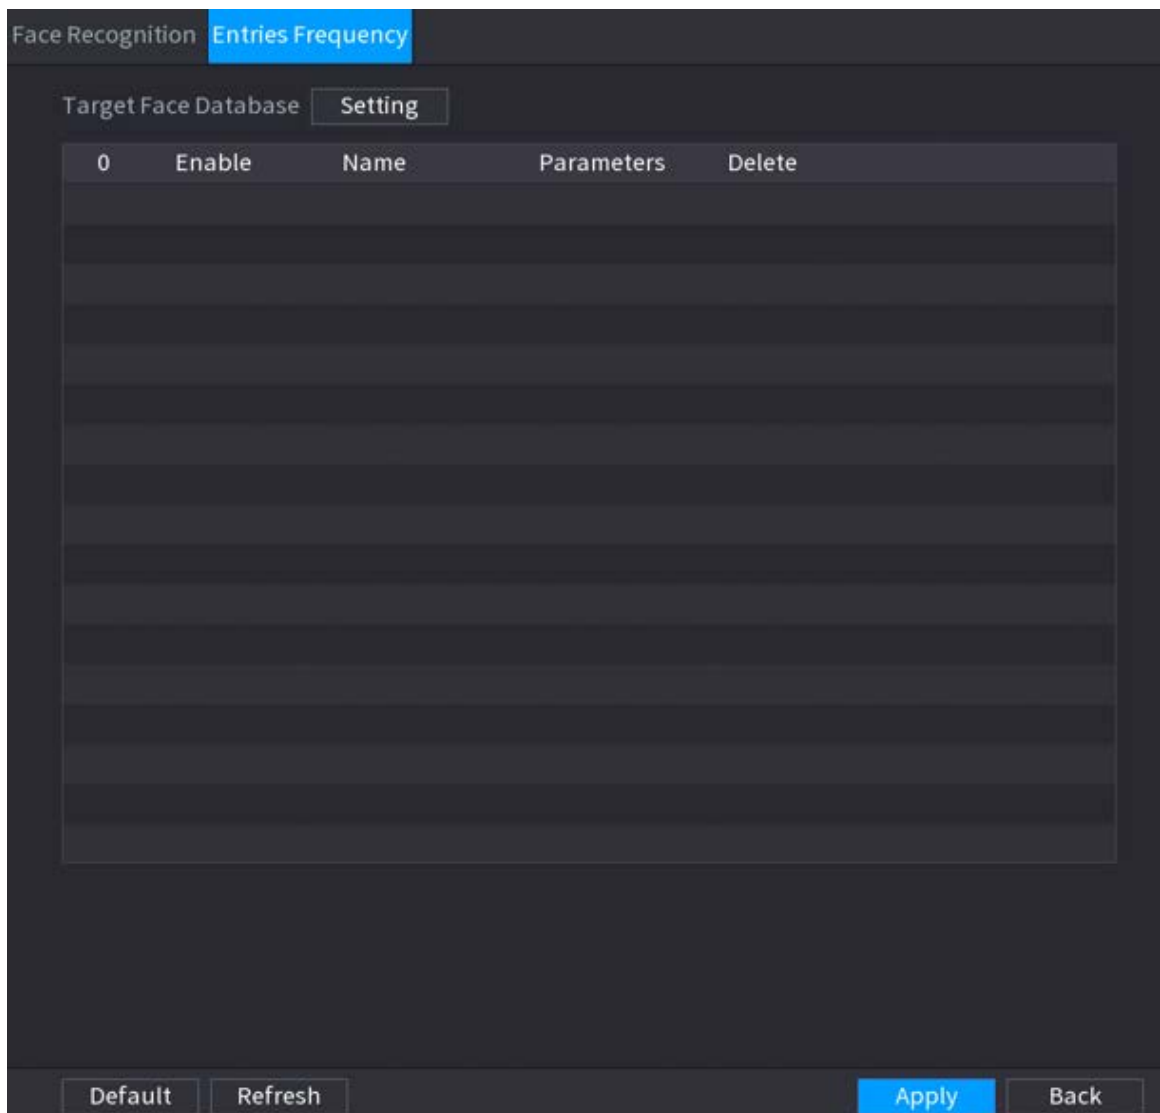 Face Recognition Entries Frequency
Target Face Database Setting
0 Enable Name Parameters Delete
Default Refresh Apply Back